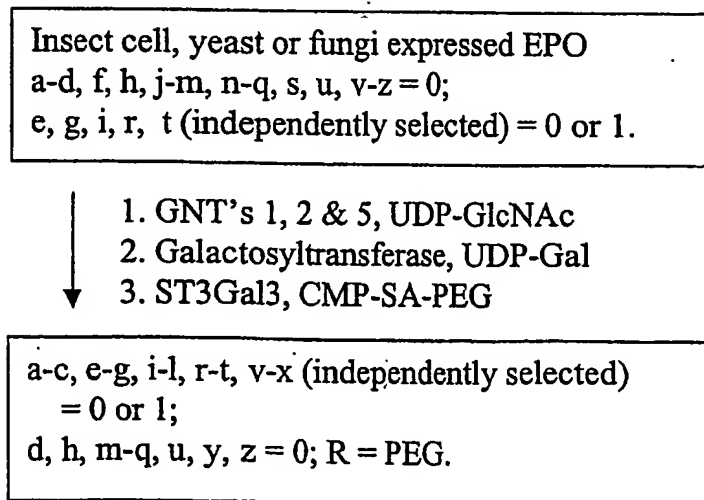 Insect cell, yeast or fungi expressed EPO
a-d, f, h, j-m, n-q, s, u, v-z = 0;
e, g, i, r, t (independently selected) = 0 or 1.
1. GNT's 1, 2 & 5, UDP-GlcNAc
2. Galactosyltransferase, UDP-Gal
3. ST3Gal3, CMP-SA-PEG
a-c, e-g, i-l, r-t, v-x (independently selected)
= 0 or 1;
d, h, m-q, u, y, z = 0; R = PEG.